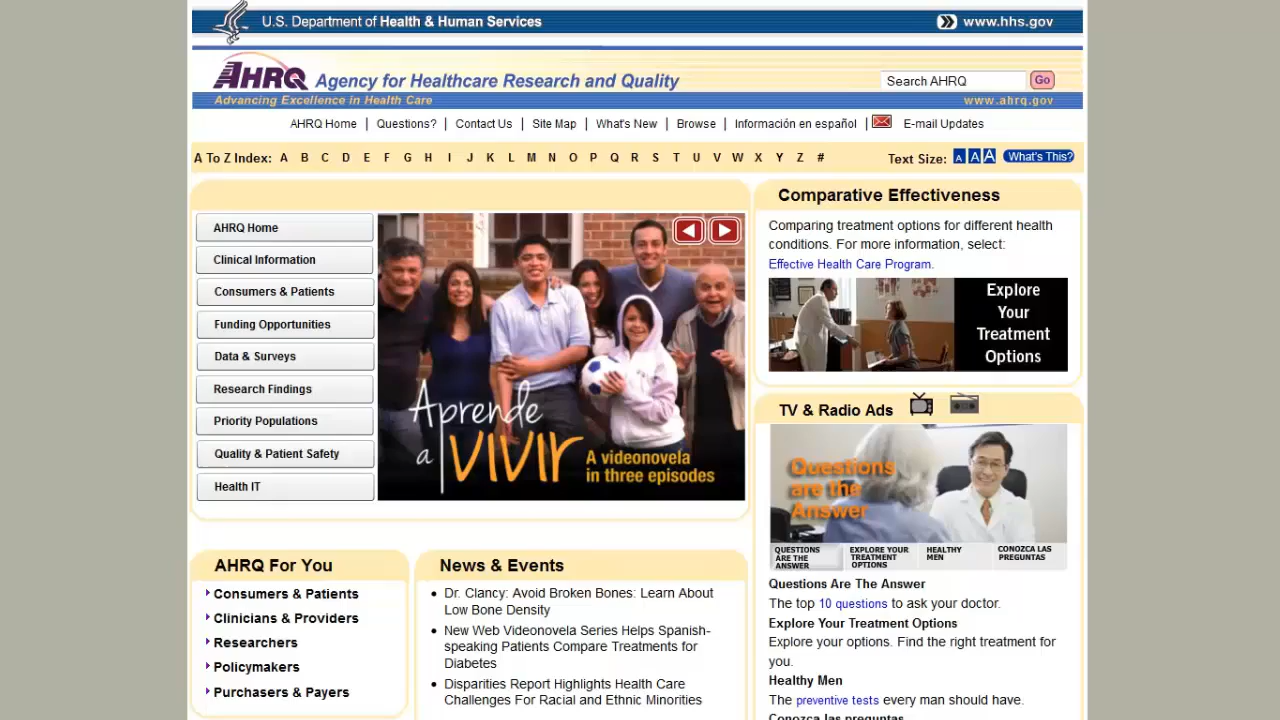 U.S. Department of Health & Human Services
www.hhs.gov
AHRQ Agency for Healthcare Research and Quality
Search AHRQ
Go
Advancing Excellence in Health Care
www.ahrq.gov
AHRQ Home | Questions? | Contact Us | Site Map | What's New | Browse | Información en español | E-mail Updates
A To Z Index: A B C D E F G H I J K L M N O P Q R S T U V W X Y Z #
Text Size: A A A What's This?
AHRQ Home
Clinical Information
Consumers & Patients
Funding Opportunities
Data & Surveys
Research Findings
Priority Populations
Quality & Patient Safety
Health IT
Aprende
a VIVIR
A videonovela
in three episodes
Comparative Effectiveness
Comparing treatment options for different health
conditions. For more information, select:
Effective Health Care Program.
Explore
Your
Treatment
Options
TV & Radio Ads
Questions
are the
Answer
QUESTIONS
ARE THE
ANSWER
EXPLORE YOUR
TREATMENT
OPTIONS
HEALTHY
MEN
CONOZCA LAS
PREGUNTAS
Questions Are The Answer
The top 10 questions to ask your doctor.
Explore Your Treatment Options
Explore your options. Find the right treatment for
you.
Healthy Men
The preventive tests every man should have.
Conozca las preguntas
AHRQ For You
Consumers & Patients
Clinicians & Providers
Researchers
Policymakers
Purchasers & Payers
News & Events
Dr. Clancy: Avoid Broken Bones: Learn About
Low Bone Density
New Web Videonovela Series Helps Spanish-
speaking Patients Compare Treatments for
Diabetes
Disparities Report Highlights Health Care
Challenges For Racial and Ethnic Minorities